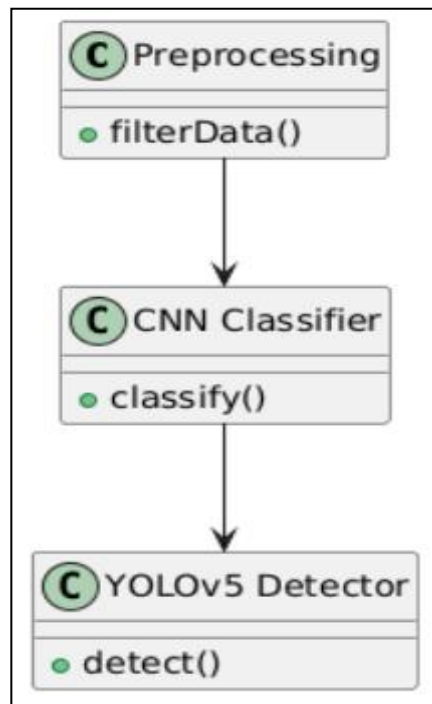 C Preprocessing
filterData()
C CNN Classifier
classify()
C YOLOv5 Detector
detect()